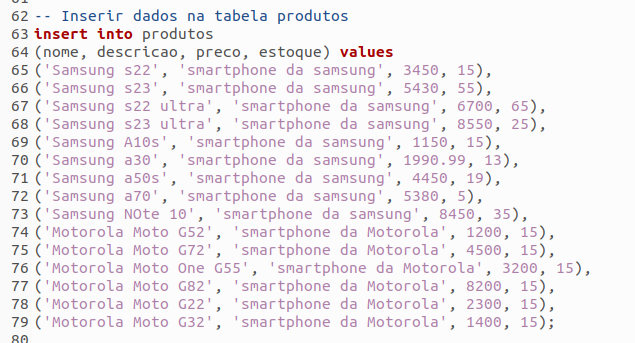 62 -- Inserir dados na tabela produtos
63 insert into produtos
64 (nome, descricao, preco, estoque) values
65 ('Samsung s22', 'smartphone da samsung', 3450, 15),
66 ('Samsung s23', 'smartphone da samsung', 5430, 55),
67 ('Samsung s22 ultra', 'smartphone da samsung', 6700, 65),
68 ('Samsung s23 ultra', 'smartphone da samsung', 8550, 25),
69 ('Samsung A10s', 'smartphone da samsung', 1150, 15),
70 ('Samsung a30', 'smartphone da samsung', 1990.99, 13),
71 ('Samsung a50s', 'smartphone da samsung', 4450, 19),
72 ('Samsung a70', 'smartphone da samsung', 5380, 5),
73 ('Samsung NOte 10', 'smartphone da samsung', 8450, 35),
74 ('Motorola Moto G52', 'smartphone da Motorola', 1200, 15),
75 ('Motorola Moto G72', 'smartphone da Motorola', 4500, 15),
76 ('Motorola Moto One G55', 'smartphone da Motorola', 3200, 15),
77 ('Motorola Moto G82', 'smartphone da Motorola', 8200, 15),
78 ('Motorola Moto G22', 'smartphone da Motorola', 2300, 15),
79 ('Motorola Moto G32', 'smartphone da Motorola', 1400, 15);
80